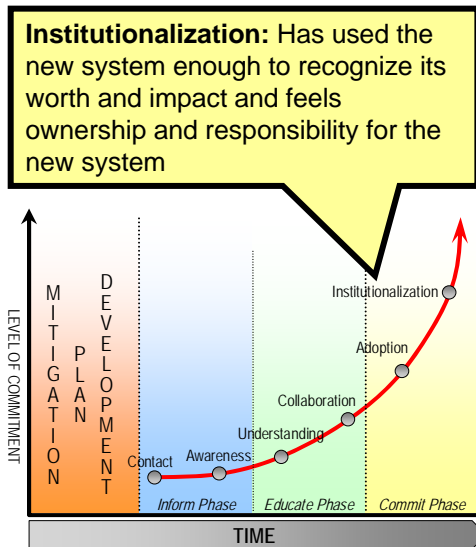 Institutionalization: Has used the
new system enough to recognize its
worth and impact and feels
ownership and responsibility for the
new system
LEVEL OF COMMITMENT
MITIGATION
PLAN
DEVELOPMENT
Institutionalization
Adoption
Collaboration
Understanding
Awareness
Contact
Inform Phase
Educate Phase
Commit Phase
TIME